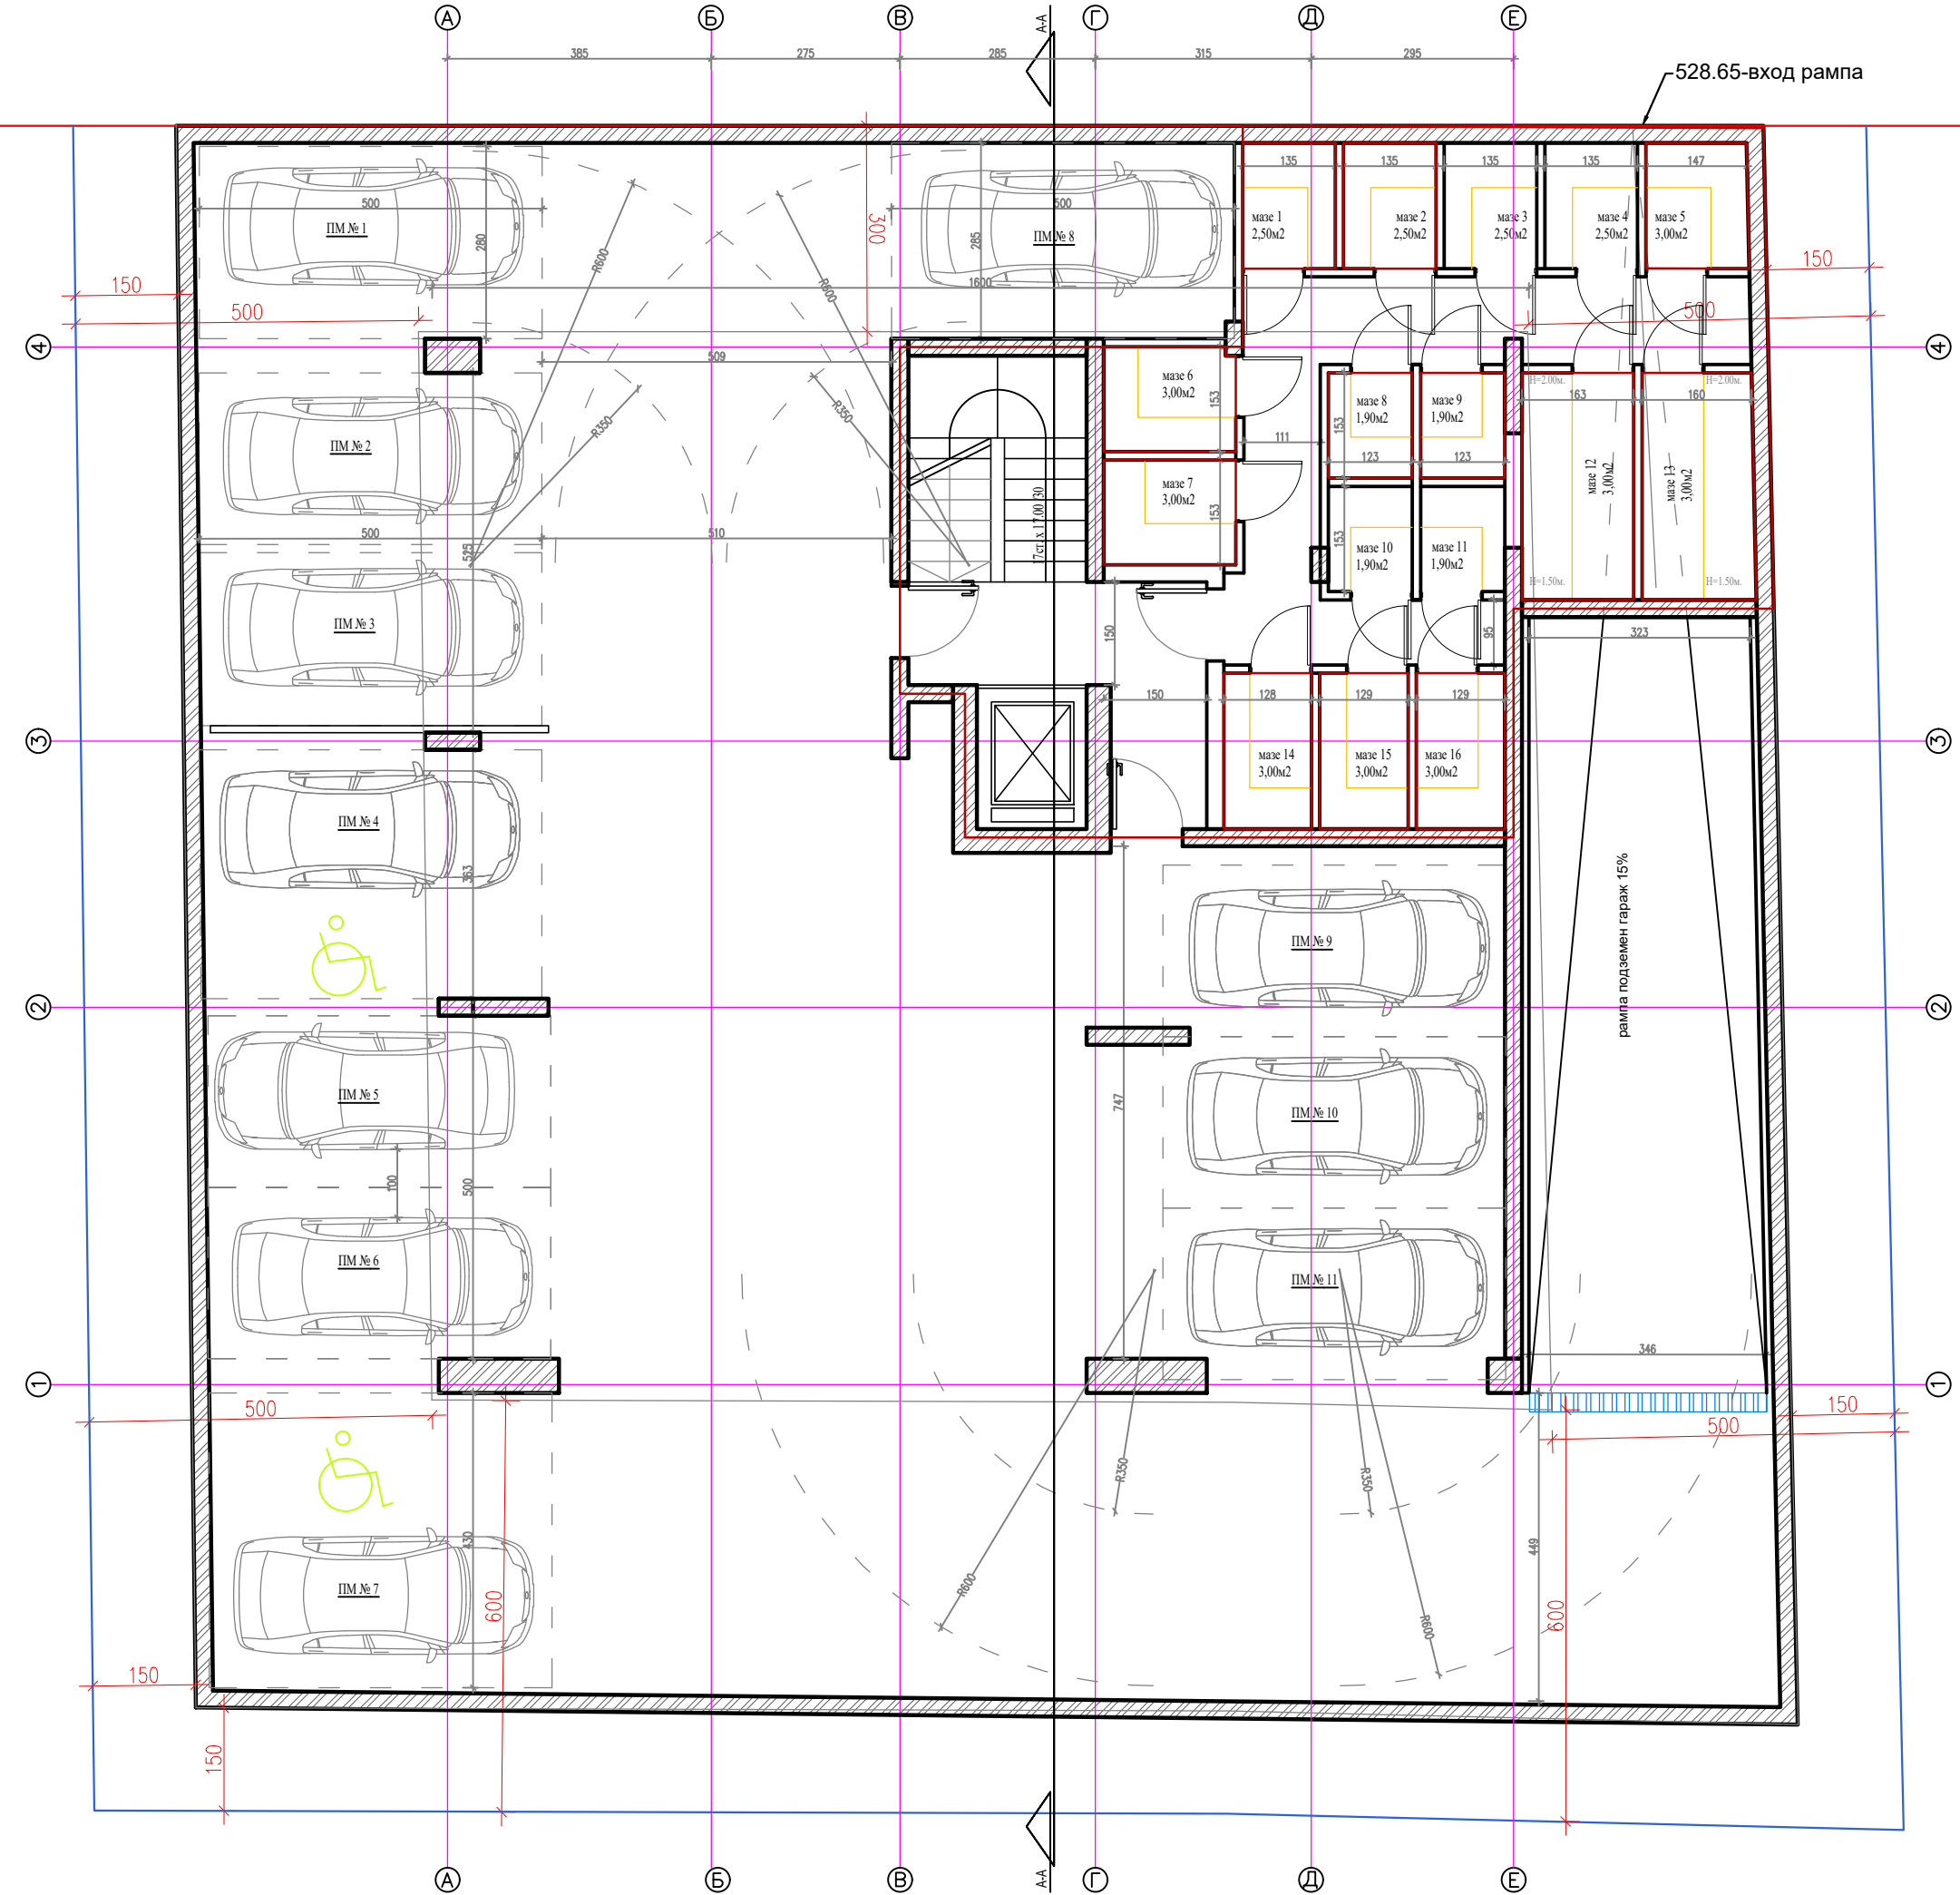 А Б В Г Д Е
А-А
385 275 285 315 295
528.65-вход рампа
ПМ № 1
500
280
R600
R600
300
ПМ № 8
500
285
1600
135 135 135 135 147
мазе 1
2,50м2
мазе 2
2,50м2
мазе 3
2,50м2
мазе 4
2,50м2
мазе 5
3,00м2
150
500
150
500
4
4
509
ПМ № 2
R350
R350
мазе 6
3,00м2
153
111
153
мазе 8
1,90м2
мазе 9
1,90м2
123 123
H=2.00м.
H=2.00м.
163 160
мазе 12
3,00м2
мазе 13
3,00м2
мазе 7
3,00м2
153
17ст. x 17.00 /30
500
525
510
153
мазе 10
1,90м2
мазе 11
1,90м2
H=1.50м.
H=1.50м.
ПМ № 3
150
95
323
150
128 129 129
3
3
мазе 14
3,00м2
мазе 15
3,00м2
мазе 16
3,00м2
ПМ № 4
363
рампа подземен гараж 15%
ПМ № 9
2
2
ПМ № 5
747
ПМ № 10
100
500
ПМ № 6
ПМ № 11
346
1
1
500
150
500
R350
R350
430
449
ПМ № 7
R600
R600
600
600
150
150
А-А
А Б В Г Д Е